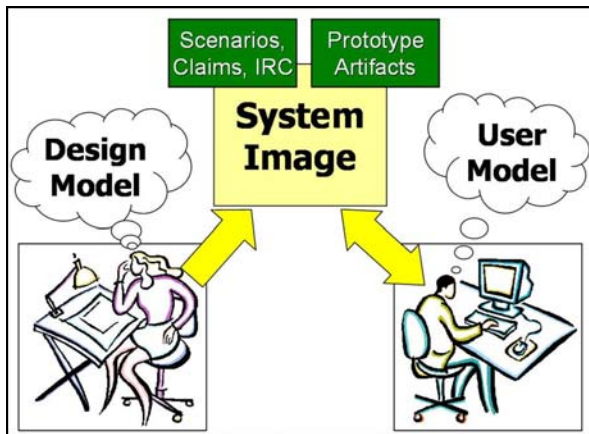 Scenarios,
Claims, IRC
Prototype
Artifacts
System
Image
Design
Model
User
Model